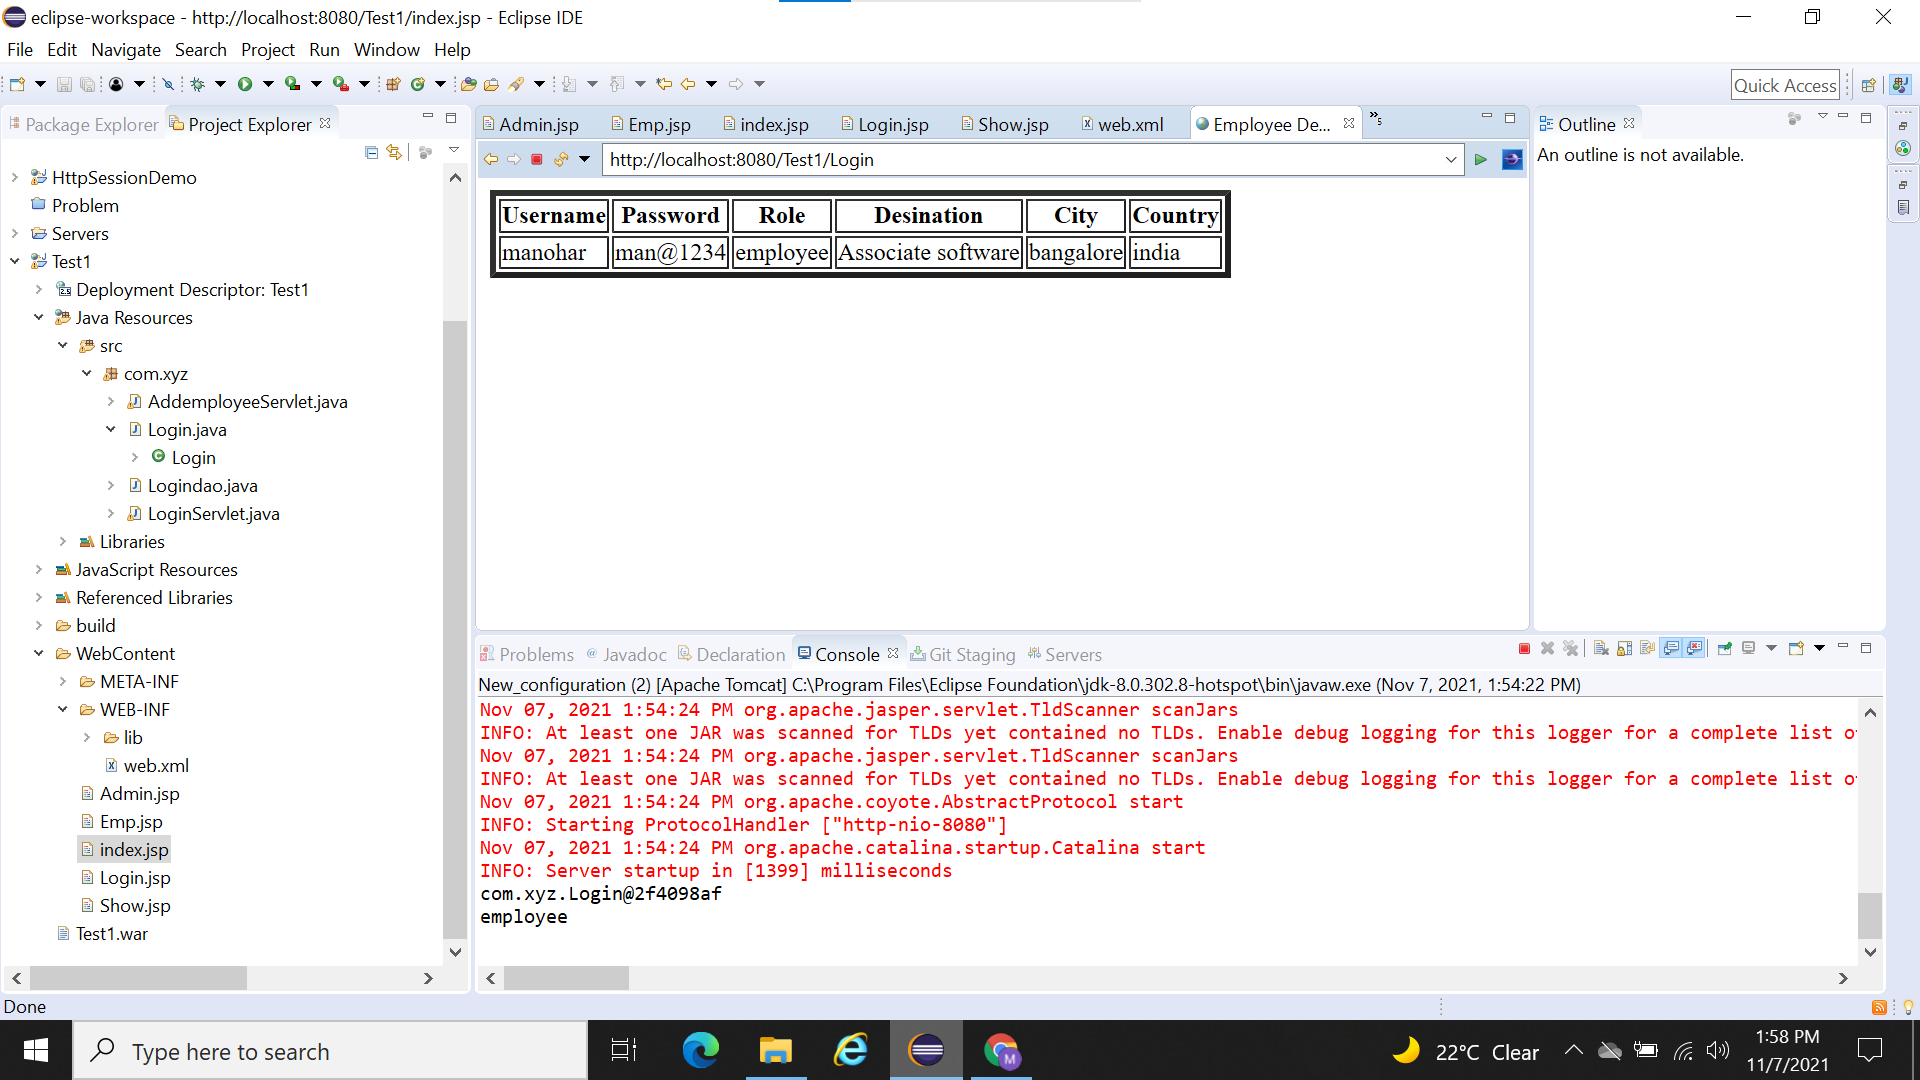 eclipse-workspace - http://localhost:8080/Test1/index.jsp - Eclipse IDE
File Edit Navigate Search Project Run Window Help
Quick Access
Package Explorer
Project Explorer
HttpSessionDemo
Problem
Servers
Test1
Deployment Descriptor: Test1
Java Resources
src
com.xyz
AddemployeeServlet.java
Login.java
Login
Logindao.java
LoginServlet.java
Libraries
JavaScript Resources
Referenced Libraries
build
WebContent
META-INF
WEB-INF
lib
web.xml
Admin.jsp
Emp.jsp
index.jsp
Login.jsp
Show.jsp
Test1.war
Admin.jsp Emp.jsp index.jsp Login.jsp Show.jsp web.xml Employee De... »5
http://localhost:8080/Test1/Login
Username Password Role Desination City Country
manohar man@1234 employee Associate software bangalore india
Outline
An outline is not available.
Problems @ Javadoc Declaration Console Git Staging Servers
New_configuration (2) [Apache Tomcat] C:\Program Files\Eclipse Foundation\jdk-8.0.302.8-hotspot\bin\javaw.exe (Nov 7, 2021, 1:54:22 PM)
Nov 07, 2021 1:54:24 PM org.apache.jasper.servlet.TldScanner scanJars
INFO: At least one JAR was scanned for TLDs yet contained no TLDs. Enable debug logging for this logger for a complete list o
Nov 07, 2021 1:54:24 PM org.apache.jasper.servlet.TldScanner scanJars
INFO: At least one JAR was scanned for TLDs yet contained no TLDs. Enable debug logging for this logger for a complete list o
Nov 07, 2021 1:54:24 PM org.apache.coyote.AbstractProtocol start
INFO: Starting ProtocolHandler ["http-nio-8080"]
Nov 07, 2021 1:54:24 PM org.apache.catalina.startup.Catalina start
INFO: Server startup in [1399] milliseconds
com.xyz.Login@2f4098af
employee
Done
Type here to search
M
22°C Clear
1:58 PM
11/7/2021